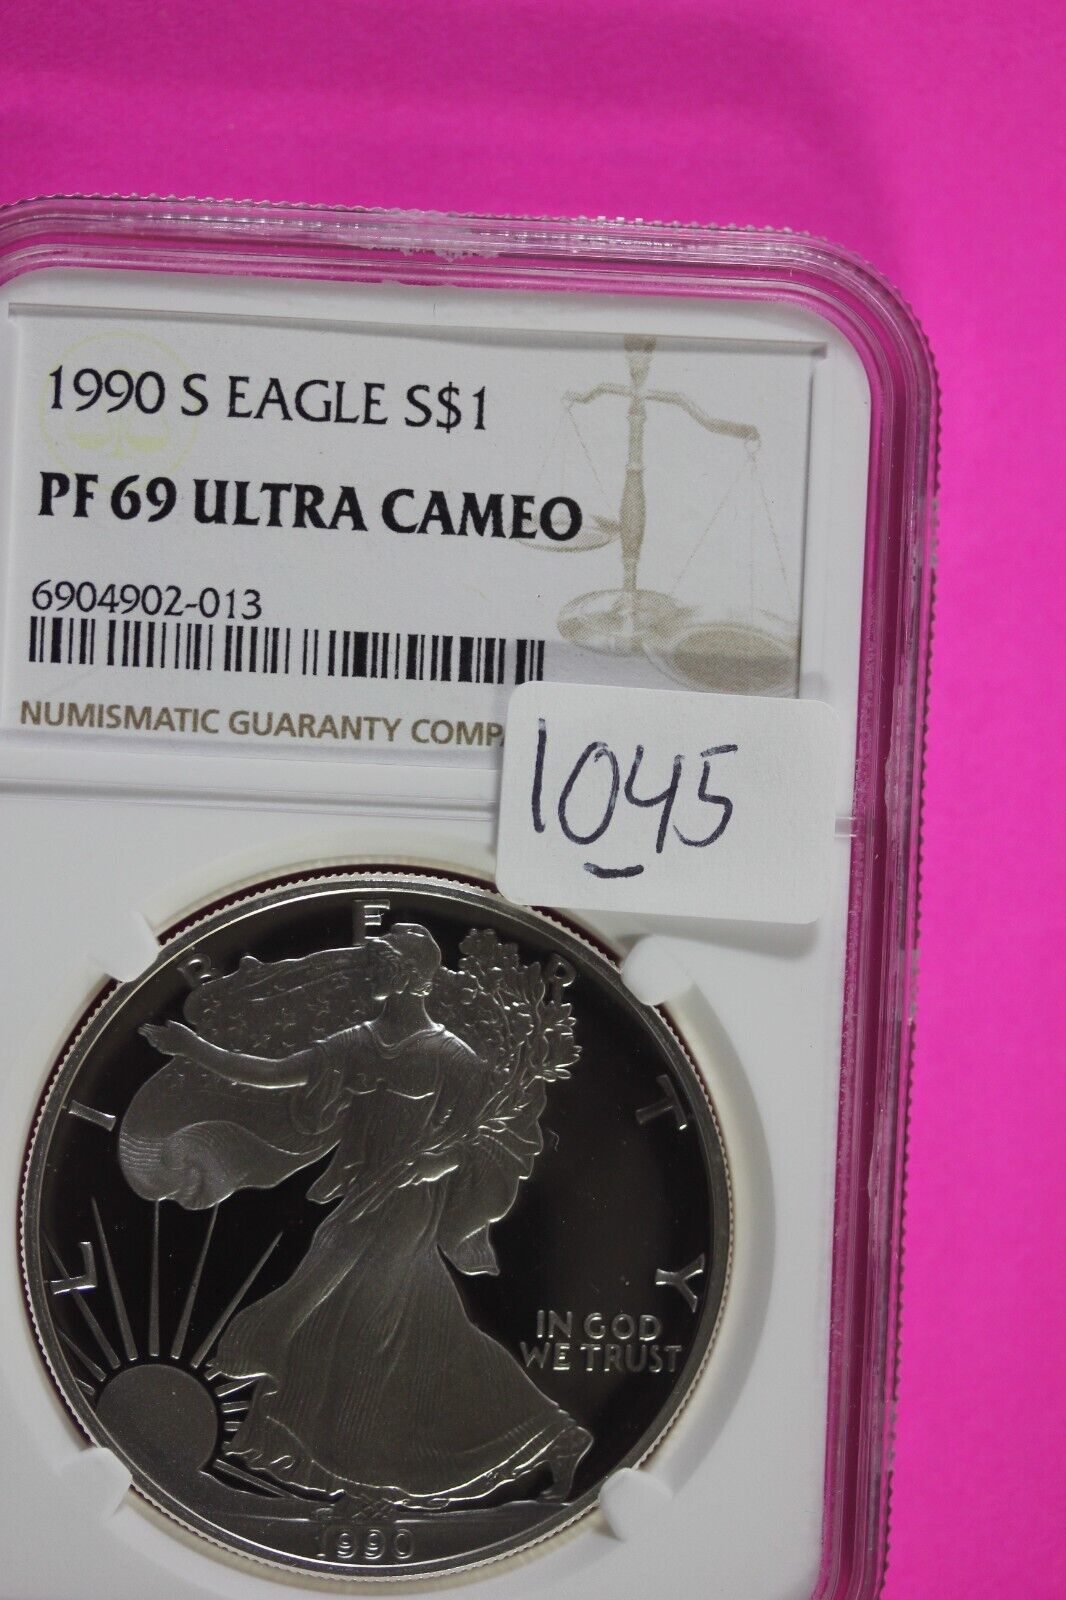 1990 S EAGLE S$1
PF 69 ULTRA CAMEO
6904902-013
NUMISMATIC GUARANTY COMP
1045
LIBERTY
IN GOD
WE TRUST
1990